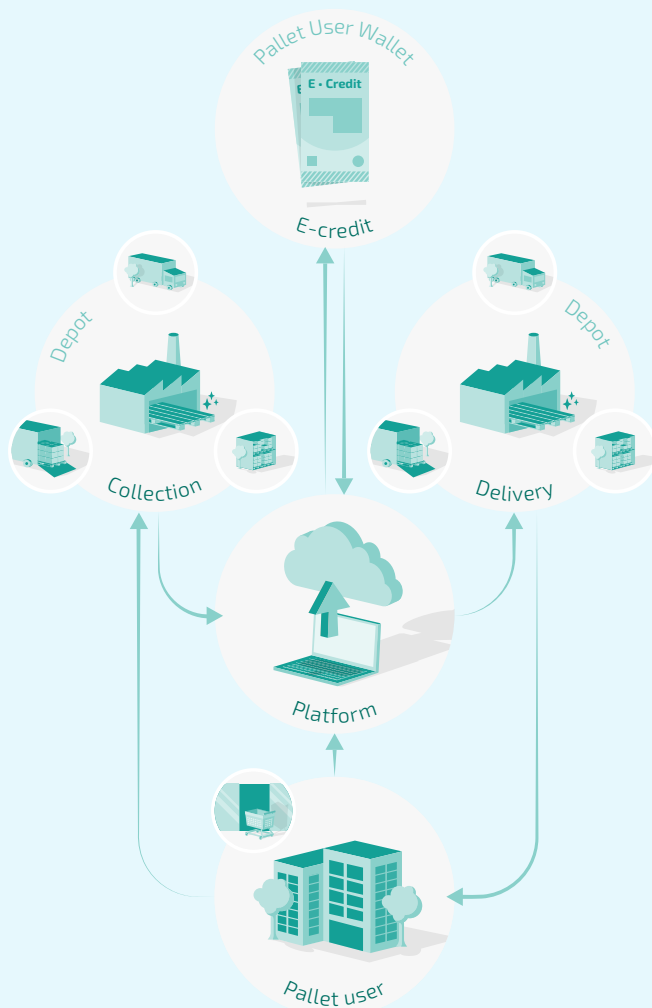 Pallet User Wallet
E • Credit
E-credit
Depot
Collection
Depot
Delivery
Platform
Pallet user